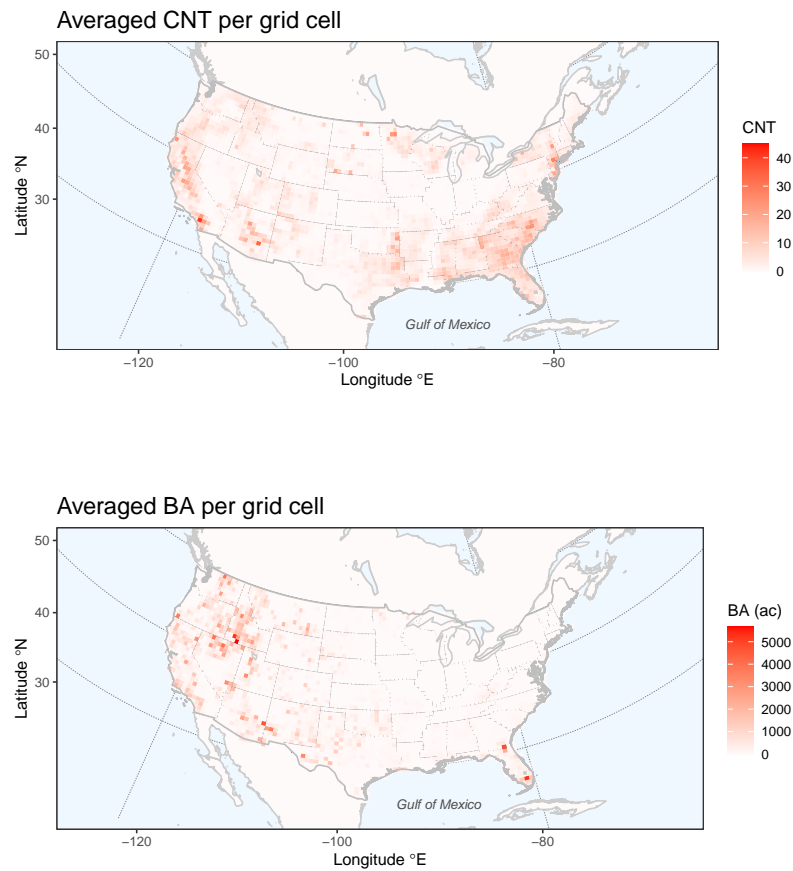 Averaged CNT per grid cell
50
40
30
Latitude °N
Gulf of Mexico
−120
−100
−80
Longitude °E
CNT
40
30
20
10
0
Averaged BA per grid cell
50
40
30
Latitude °N
Gulf of Mexico
−120
−100
−80
Longitude °E
BA (ac)
5000
4000
3000
2000
1000
0